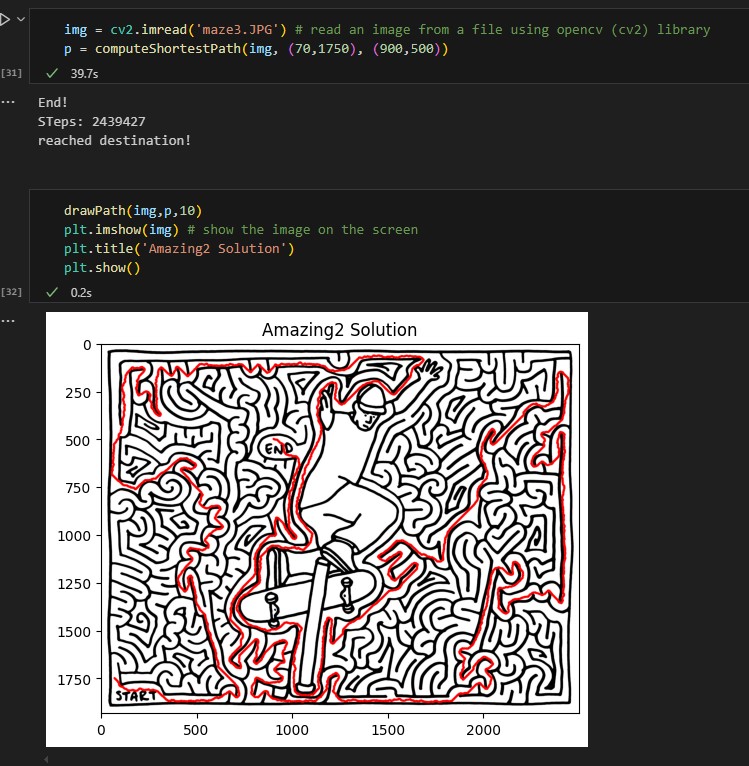 img = cv2.imread('maze3.JPG') # read an image from a file using opencv (cv2) library
p = computeShortestPath(img, (70,1750), (900,500))
[31]
39.7s
End!
STeps: 2439427
reached destination!
drawPath(img,p,10)
plt.imshow(img) # show the image on the screen
plt.title('Amazing2 Solution')
plt.show()
[32]
0.2s
Amazing2 Solution
0
250
500
END
750
1000
1250
1500
1750
START
0 500 1000 1500 2000